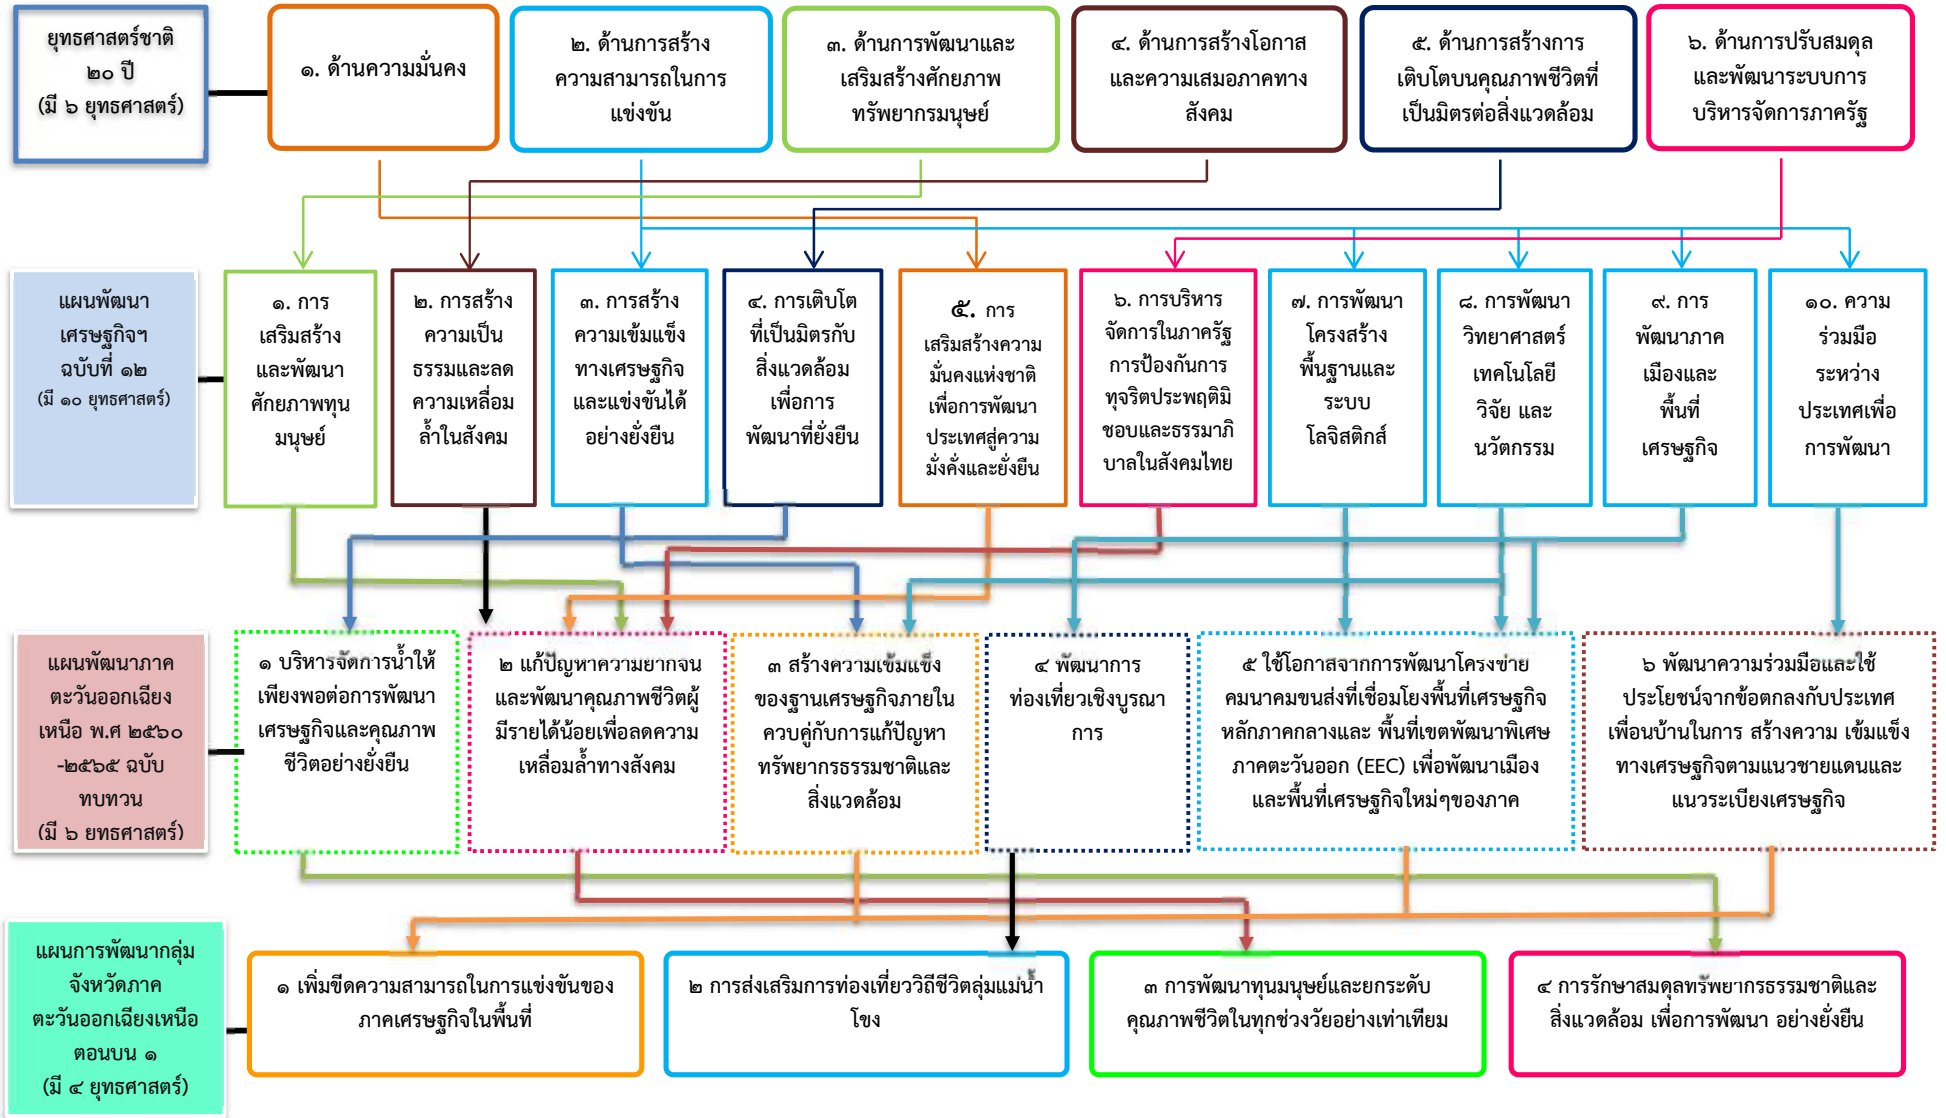 ยุทธศาสตร์ชาติ
๒๐ ปี
(มี ๖ ยุทธศาสตร์)
๑. ด้านความมั่นคง
๒. ด้านการสร้าง
ความสามารถในการ
แข่งขัน
๓. ด้านการพัฒนาและ
เสริมสร้างศักยภาพ
ทรัพยากรมนุษย์
๔. ด้านการสร้างโอกาส
และความเสมอภาคทาง
สังคม
๕. ด้านการสร้างการ
เติบโตบนคุณภาพชีวิตที่
เป็นมิตรต่อสิ่งแวดล้อม
๖. ด้านการปรับสมดุล
และพัฒนาระบบการ
บริหารจัดการภาครัฐ
แผนพัฒนา
เศรษฐกิจฯ
ฉบับที่ ๑๒
(มี ๑๐ ยุทธศาสตร์)
๑. การ
เสริมสร้าง
และพัฒนา
ศักยภาพทุน
มนุษย์
๒. การสร้าง
ความเป็น
ธรรมและลด
ความเหลื่อม
ล้ำในสังคม
๓. การสร้าง
ความเข้มแข็ง
ทางเศรษฐกิจ
และแข่งขันได้
อย่างยั่งยืน
๔. การเติบโต
ที่เป็นมิตรกับ
สิ่งแวดล้อม
เพื่อการ
พัฒนาที่ยั่งยืน
๕. การ
เสริมสร้างความ
มั่นคงแห่งชาติ
เพื่อการพัฒนา
ประเทศสู่ความ
มั่งคั่งและยั่งยืน
๖. การบริหาร
จัดการในภาครัฐ
การป้องกันการ
ทุจริตประพฤติมิ
ชอบและธรรมาภิ
บาลในสังคมไทย
๗. การพัฒนา
โครงสร้าง
พื้นฐานและ
ระบบ
โลจิสติกส์
๘. การพัฒนา
วิทยาศาสตร์
เทคโนโลยี
วิจัย และ
นวัตกรรม
๙. การ
พัฒนาภาค
เมืองและ
พื้นที่
เศรษฐกิจ
๑๐. ความ
ร่วมมือ
ระหว่าง
ประเทศเพื่อ
การพัฒนา
แผนพัฒนาภาค
ตะวันออกเฉียง
เหนือ พ.ศ ๒๕๖๐
-๒๕๖๕ ฉบับ
ทบทวน
(มี ๖ ยทธศาสตร์)
๑ บริหารจัดการน้ำให้
เพียงพอต่อการพัฒนา
เศรษฐกิจและคุณภาพ
ชีวิตอย่างยั่งยืน
๒ แก้ปัญหาความยากจน
และพัฒนาคุณภาพชีวิตผู้
มีรายได้น้อยเพื่อลดความ
เหลื่อมล้ำทางสังคม
๓ สร้างความเข้มแข็ง
ของฐานเศรษฐกิจภายใน
ควบคู่กับการแก้ปัญหา
ทรัพยากรธรรมชาติและ
สิ่งแวดล้อม
๔ พัฒนาการ
ท่องเที่ยวเชิงบูรณา
การ
๕ ใช้โอกาสจากการพัฒนาโครงข่าย
คมนาคมขนส่งที่เชื่อมโยงพื้นที่เศรษฐกิจ
หลักภาคกลางและ พื้นที่เขตพัฒนาพิเศษ
ภาคตะวันออก (EEC) เพื่อพัฒนาเมือง
และพื้นที่เศรษฐกิจใหม่ๆของภาค
๖ พัฒนาความร่วมมือและใช้
ประโยชน์จากข้อตกลงกับประเทศ
เพื่อนบ้านในการ สร้างความ เข้มแข็ง
ทางเศรษฐกิจตามแนวชายแดนและ
แนวระเบียงเศรษฐกิจ
แผนการพัฒนากลุ่ม
จังหวัดภาค
ตะวันออกเฉียงเหนือ
ตอนบน ๑
(มี ๔ ยุทธศาสตร์)
๑ เพิ่มขีดความสามารถในการแข่งขันของ
ภาคเศรษฐกิจในพื้นที่
๒ การส่งเสริมการท่องเที่ยววิถีชีวิตลุ่มแม่น้ำ
โขง
๓ การพัฒนาทุนมนุษย์และยกระดับ
คุณภาพชีวิตในทุกช่วงวัยอย่างเท่าเทียม
๔ การรักษาสมดุลทรัพยากรธรรมชาติและ
สิ่งแวดล้อม เพื่อการพัฒนา อย่างยั่งยืน